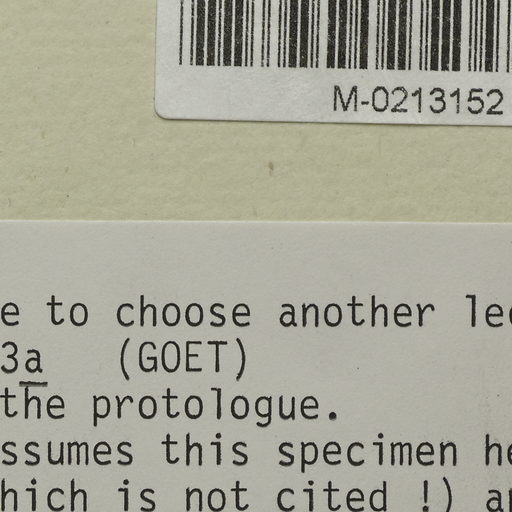 M-0213152
e to choose another le
3a (GOET)
the protologue.
ssumes this specimen he
hich is not cited !) a